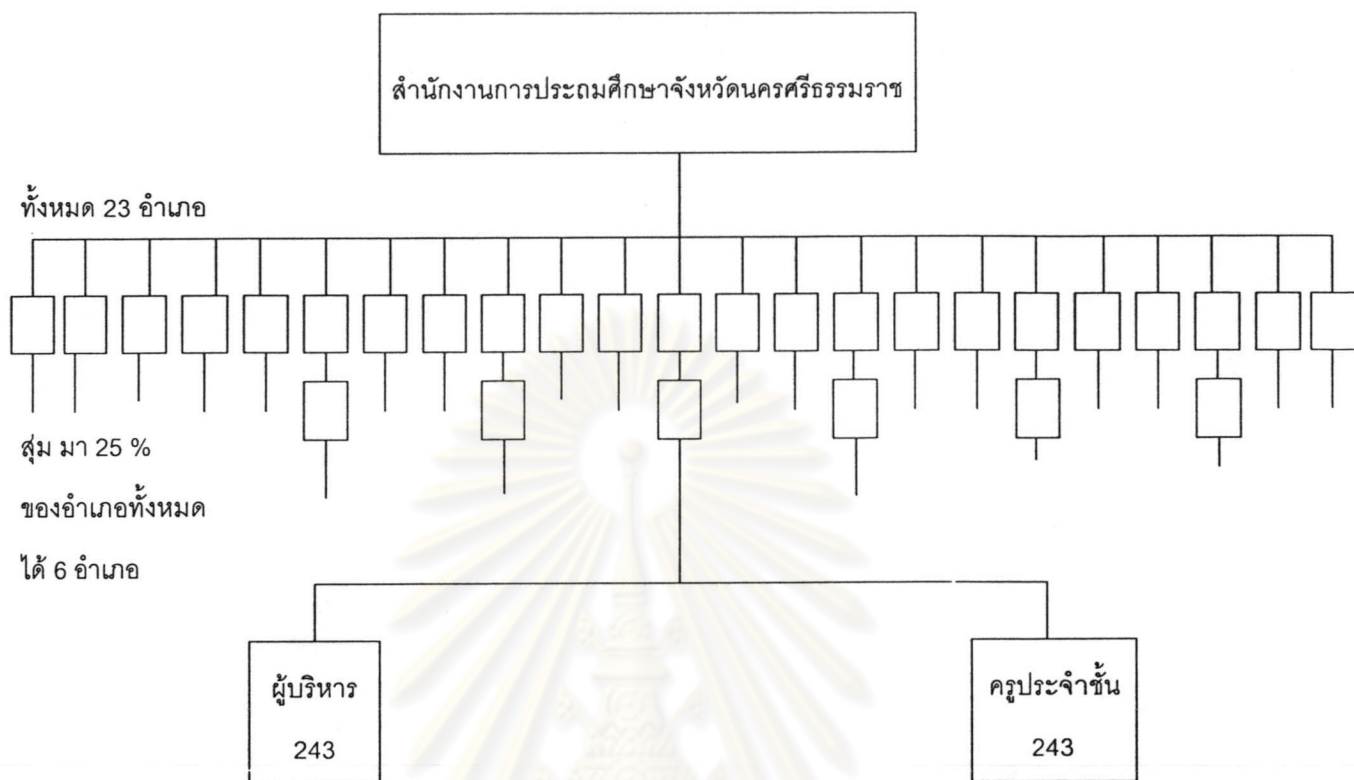 สำนักงานการประถมศึกษาจังหวัดนครศรีธรรมราช
ทั้งหมด 23 อำเภอ
สุ่ม มา 25 %
ของอำเภอทั้งหมด
ได้ 6 อำเภอ
ผู้บริหาร
243
ครูประจำชั้น
243